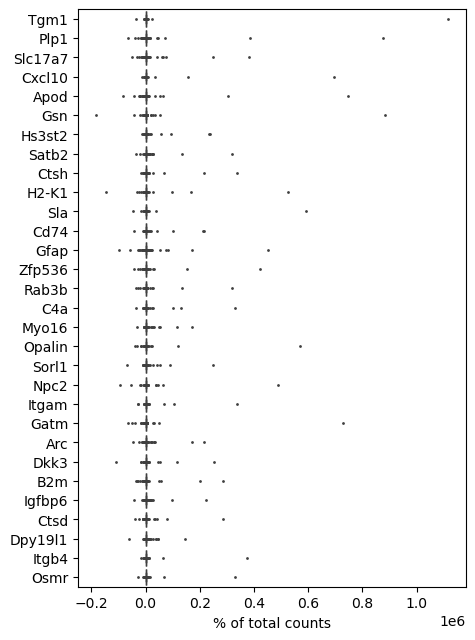 Tgm1
Plp1
Slc17a7
Cxcl10
Apod
Gsn
Hs3st2
Satb2
Ctsh
H2-K1
Sla
Cd74
Gfap
Zfp536
Rab3b
C4a
Myo16
Opalin
Sorl1
Npc2
Itgam
Gatm
Arc
Dkk3
B2m
Igfbp6
Ctsd
Dpy19l1
Itgb4
Osmr
−0.2 0.0 0.2 0.4 0.6 0.8 1.0
% of total counts 1e6